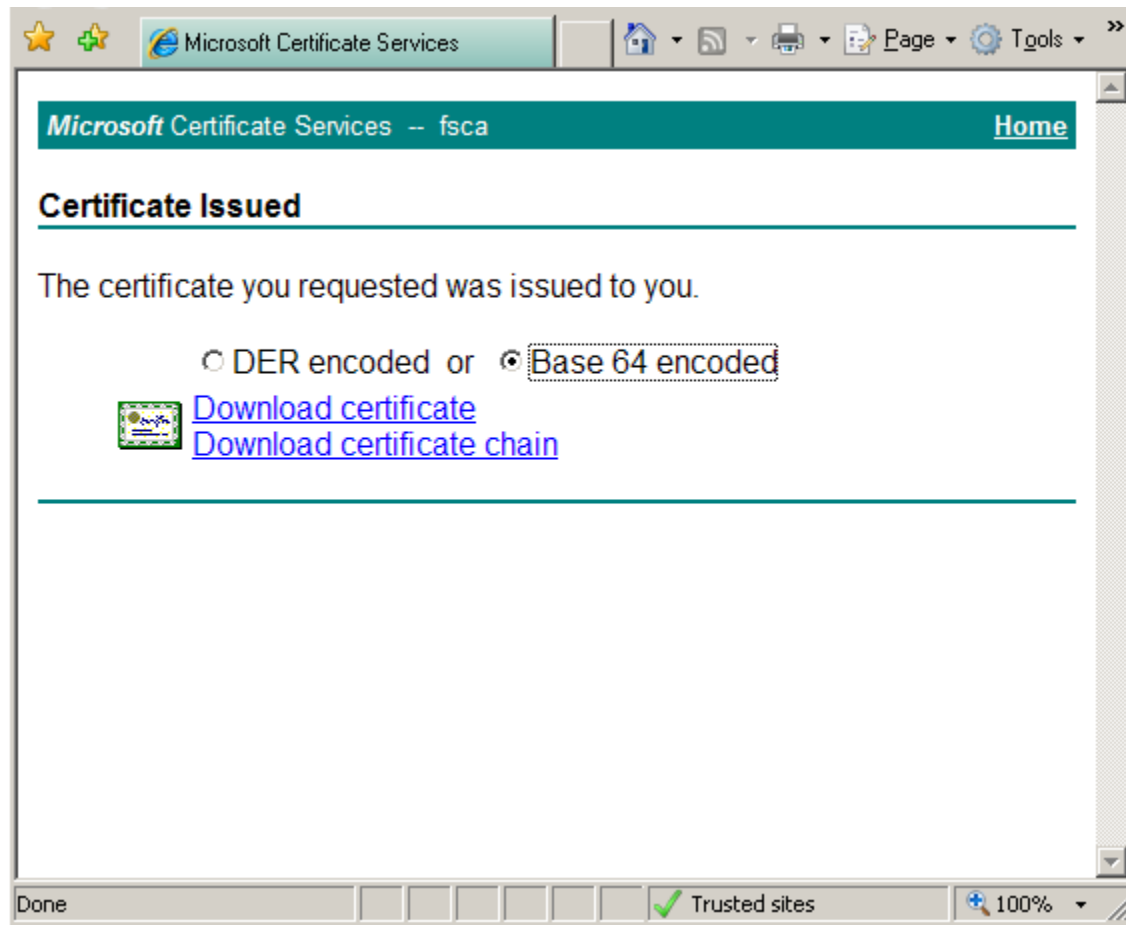 Microsoft Certificate Services Page Tools »
Microsoft Certificate Services -- fsca Home
Certificate Issued
The certificate you requested was issued to you.
DER encoded or Base 64 encoded
Download certificate
Download certificate chain
Done Trusted sites 100%